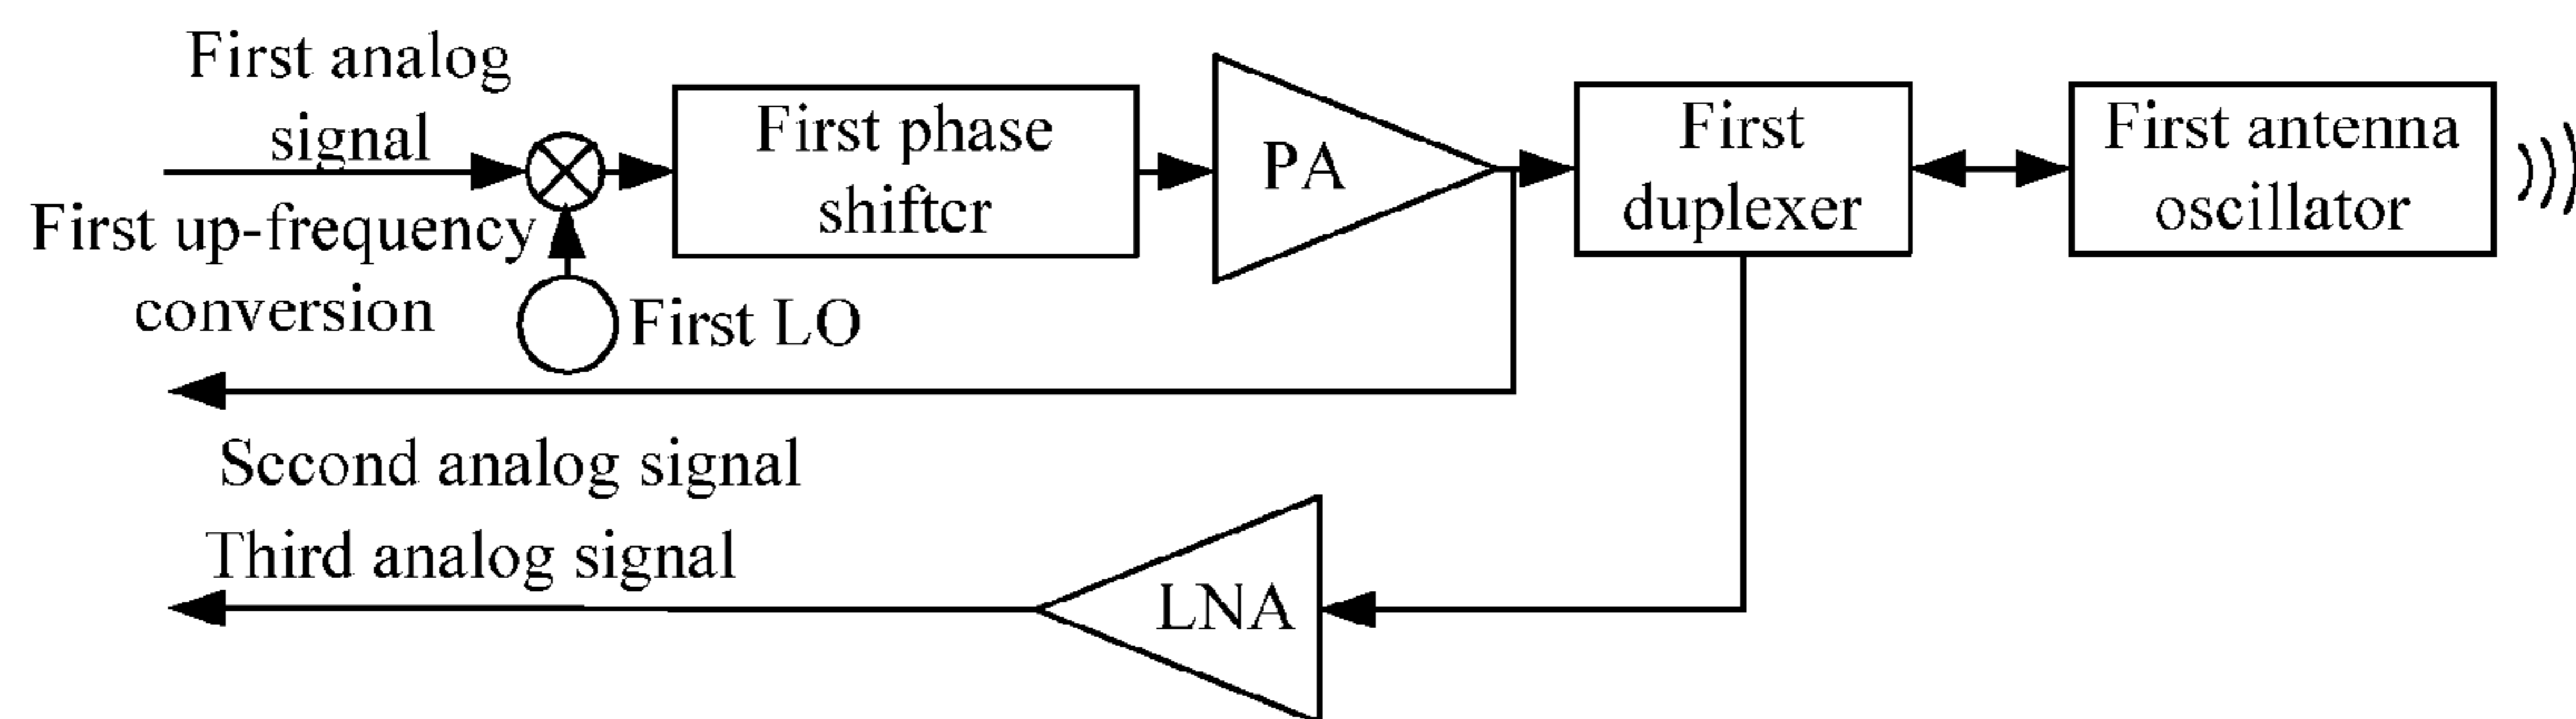 First analog
signal
First up-frequency
conversion
First LO
First phase
shiftcr
PA
First
duplexer
First antenna
oscillator
Sccond analog signal
Third analog signal
LNA